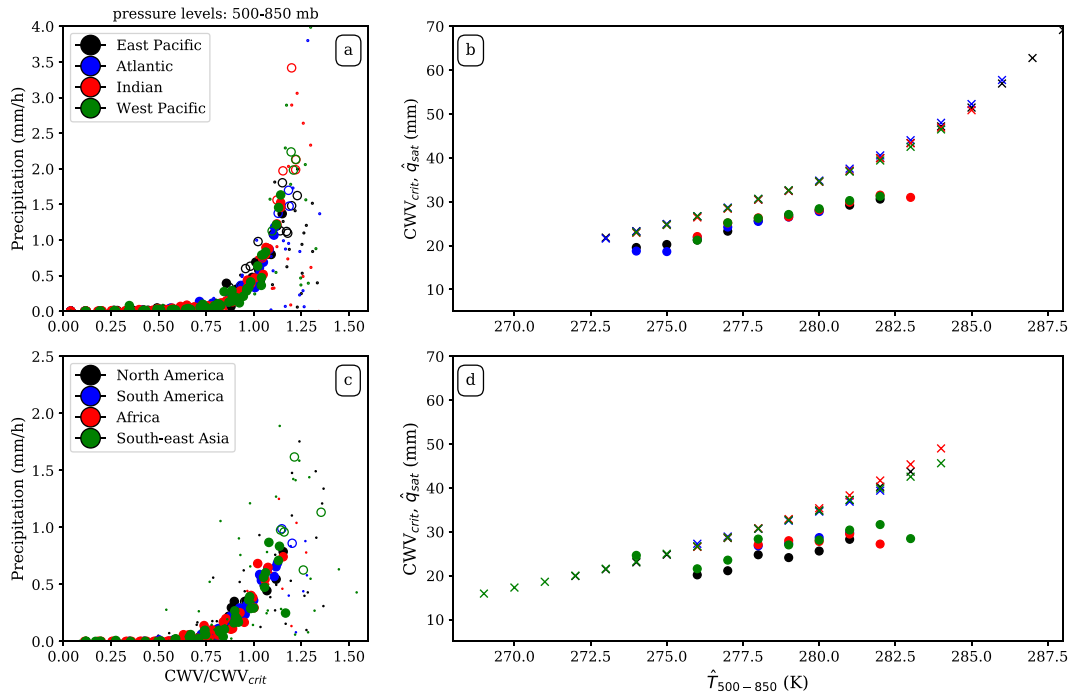 pressure levels: 500-850 mb
4.0
3.5
3.0
2.5
2.0
1.5
1.0
0.5
0.0
Precipitation (mm/h)
East Pacific
Atlantic
Indian
West Pacific
a
0.00 0.25 0.50 0.75 1.00 1.25 1.50
70
60
50
40
30
20
10
CWV_crit, q̂_sat (mm)
b
270.0 272.5 275.0 277.5 280.0 282.5 285.0 287.5
2.5
2.0
1.5
1.0
0.5
0.0
Precipitation (mm/h)
North America
South America
Africa
South-east Asia
c
0.00 0.25 0.50 0.75 1.00 1.25 1.50
CWV/CWV_crit
70
60
50
40
30
20
10
CWV_crit, q̂_sat (mm)
d
270.0 272.5 275.0 277.5 280.0 282.5 285.0 287.5
T̂_500−850 (K)